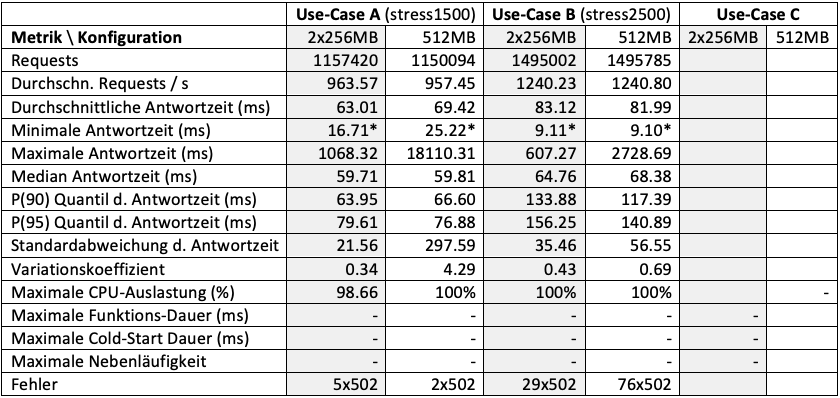 Use-Case A (stress1500) Use-Case B (stress2500) Use-Case C
Metrik \ Konfiguration 2x256MB 512MB 2x256MB 512MB 2x256MB 512MB
Requests 1157420 1150094 1495002 1495785
Durchschn. Requests / s 963.57 957.45 1240.23 1240.80
Durchschnittliche Antwortzeit (ms) 63.01 69.42 83.12 81.99
Minimale Antwortzeit (ms) 16.71* 25.22* 9.11* 9.10*
Maximale Antwortzeit (ms) 1068.32 18110.31 607.27 2728.69
Median Antwortzeit (ms) 59.71 59.81 64.76 68.38
P(90) Quantil d. Antwortzeit (ms) 63.95 66.60 133.88 117.39
P(95) Quantil d. Antwortzeit (ms) 79.61 76.88 156.25 140.89
Standardabweichung d. Antwortzeit 21.56 297.59 35.46 56.55
Variationskoeffizient 0.34 4.29 0.43 0.69
Maximale CPU-Auslastung (%) 98.66 100% 100% 100% -
Maximale Funktions-Dauer (ms) - - - - -
Maximale Cold-Start Dauer (ms) - - - - -
Maximale Nebenläufigkeit - - - -
Fehler 5x502 2x502 29x502 76x502